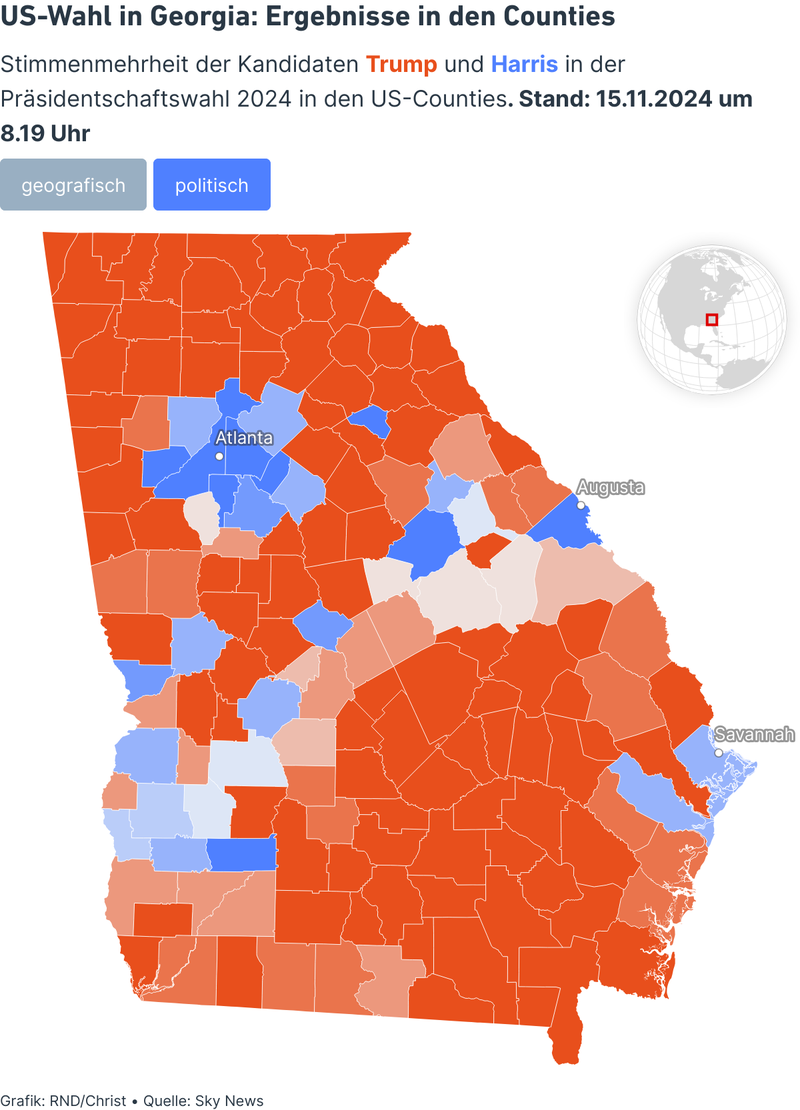 US-Wahl in Georgia: Ergebnisse in den Counties
Stimmenmehrheit der Kandidaten Trump und Harris in der
Präsidentschaftswahl 2024 in den US-Counties. Stand: 15.11.2024 um
8.19 Uhr
geografisch politisch
Atlanta
Augusta
Savannah
Grafik: RND/Christ • Quelle: Sky News